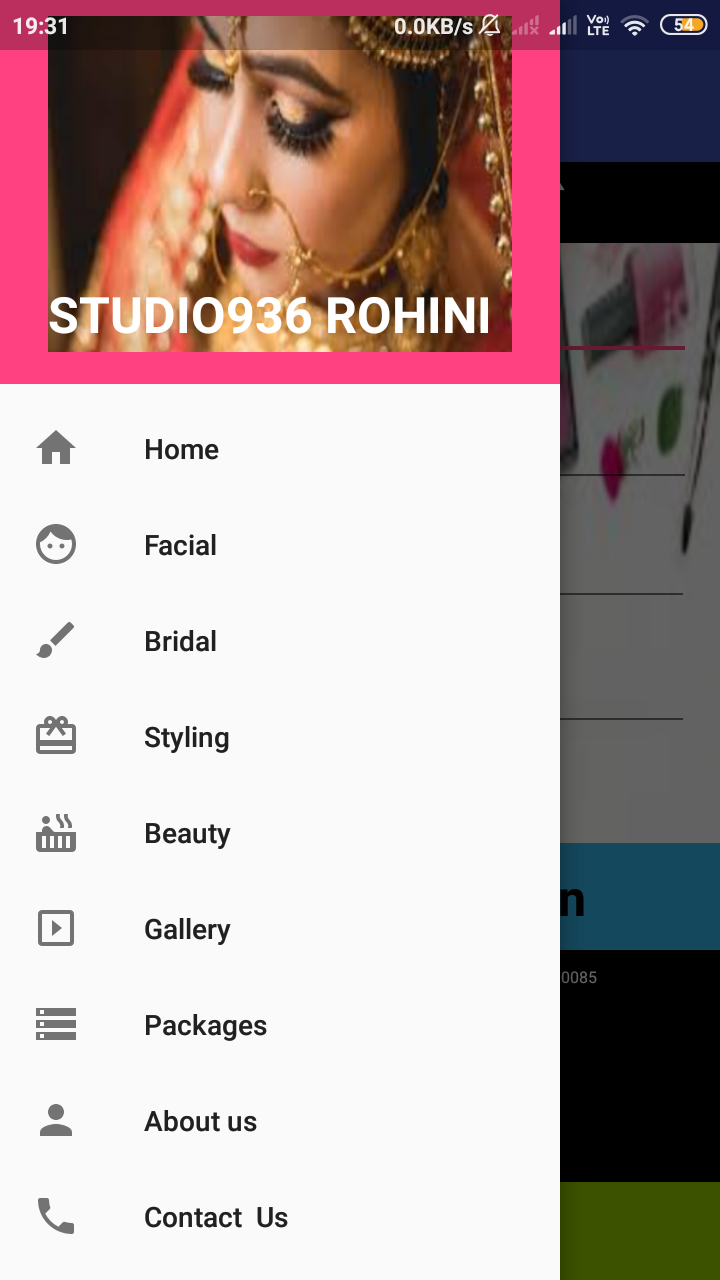 19:31 0.0KB/s Vo LTE 54
STUDIO936 ROHINI
Home
Facial
Bridal
Styling
Beauty
Gallery
n
0085
Packages
About us
Contact  Us